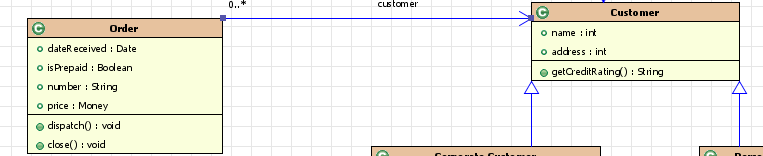 0..*
customer
Order
dateReceived : Date
isPrepaid : Boolean
number : String
price : Money
dispatch() : void
close() : void
Customer
name : int
address : int
getCreditRating() : String
Corporate Customer